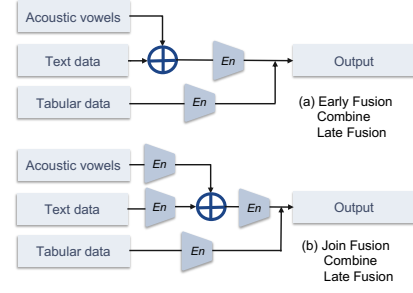 Acoustic vowels
Text data
En
Output
Tabular data
En
(a) Early Fusion
Combine
Late Fusion
Acoustic vowels
En
Text data
En
En
Output
Tabular data
En
(b) Join Fusion
Combine
Late Fusion